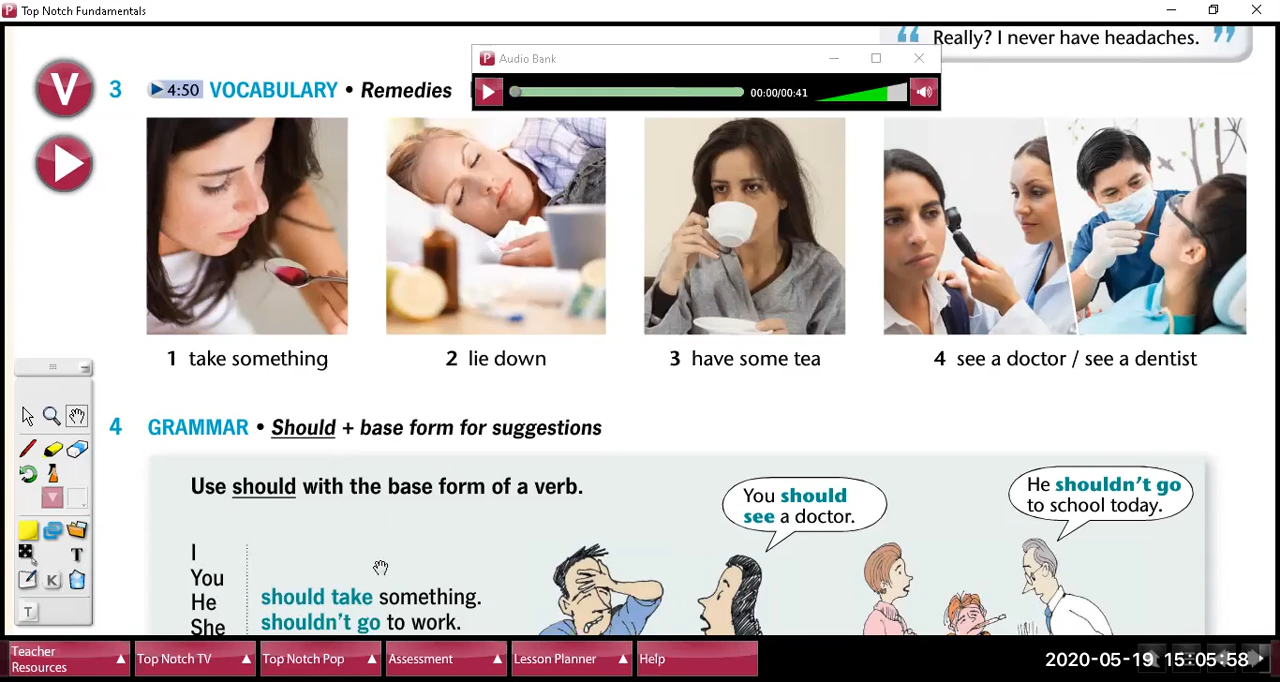 Top Notch Fundamentals
“ Really? I never have headaches. ”
Audio Bank
00:00/00:41
V
3 4:50 VOCABULARY • Remedies
1 take something
2 lie down
3 have some tea
4 see a doctor / see a dentist
4 GRAMMAR • Should + base form for suggestions
Use should with the base form of a verb.
You should
see a doctor.
He shouldn't go
to school today.
I
You
He
She
should take something.
shouldn't go to work.
T
K
T
Teacher
Resources
Top Notch TV
Top Notch Pop
Assessment
Lesson Planner
Help
2020-05-19 15:05:58